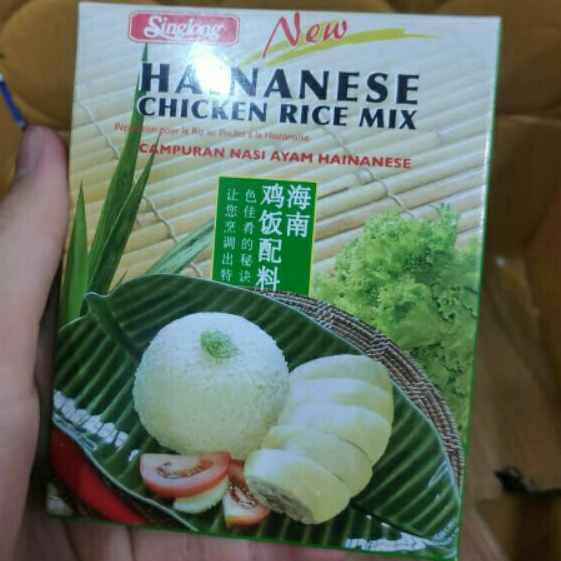 Singlong
New
HAINANESE
CHICKEN RICE MIX
Préparation pour le Riz au Poulet à la Hainanaise
CAMPURAN NASI AYAM HAINANESE
海南
鸡饭配料
色佳肴的秘诀
让您烹调出特